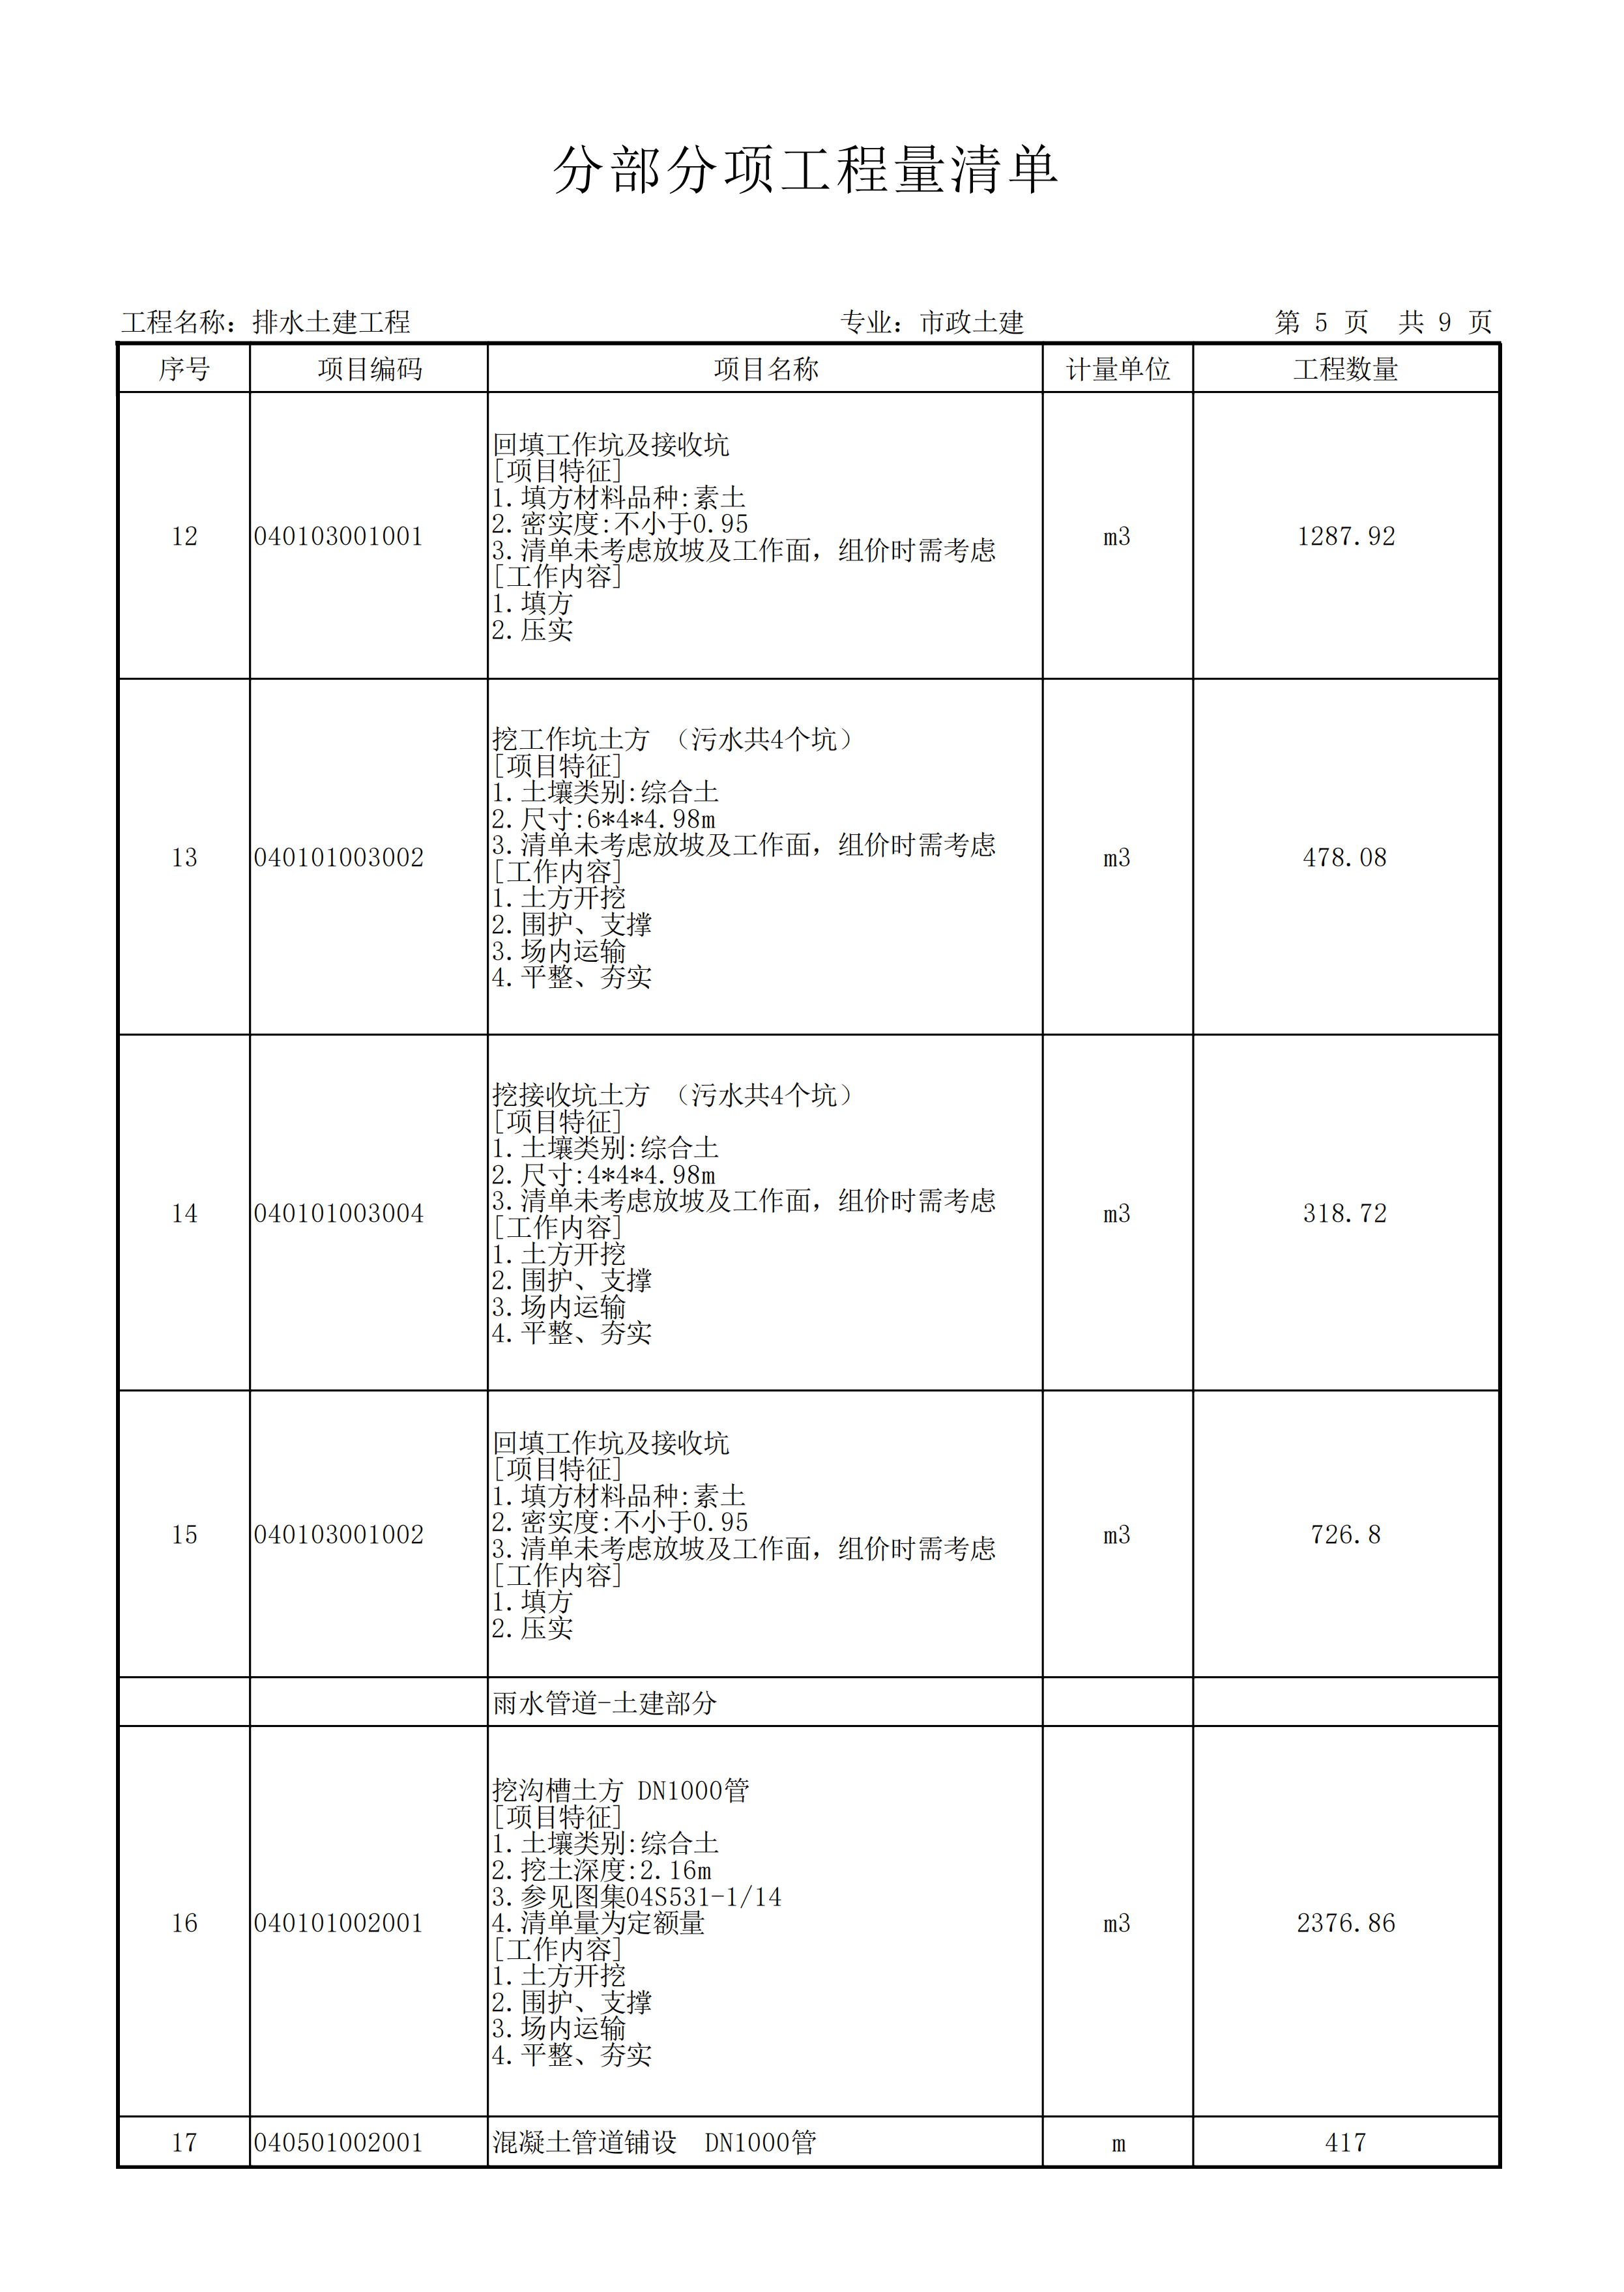 分部分项工程量清单
工程名称：排水土建工程 专业：市政土建 第 5 页 共 9 页
序号 项目编码 项目名称 计量单位 工程数量
12 040103001001 m3 1287.92
回填工作坑及接收坑
[项目特征]
1.填方材料品种:素土
2.密实度:不小于0.95
3.清单未考虑放坡及工作面，组价时需考虑
[工作内容]
1.填方
2.压实
13 040101003002 m3 478.08
挖工作坑土方 （污水共4个坑）
[项目特征]
1.土壤类别:综合土
2.尺寸:6*4*4.98m
3.清单未考虑放坡及工作面，组价时需考虑
[工作内容]
1.土方开挖
2.围护、支撑
3.场内运输
4.平整、夯实
14 040101003004 m3 318.72
挖接收坑土方 （污水共4个坑）
[项目特征]
1.土壤类别:综合土
2.尺寸:4*4*4.98m
3.清单未考虑放坡及工作面，组价时需考虑
[工作内容]
1.土方开挖
2.围护、支撑
3.场内运输
4.平整、夯实
15 040103001002 m3 726.8
回填工作坑及接收坑
[项目特征]
1.填方材料品种:素土
2.密实度:不小于0.95
3.清单未考虑放坡及工作面，组价时需考虑
[工作内容]
1.填方
2.压实
雨水管道-土建部分
16 040101002001 m3 2376.86
挖沟槽土方 DN1000管
[项目特征]
1.土壤类别:综合土
2.挖土深度:2.16m
3.参见图集04S531-1/14
4.清单量为定额量
[工作内容]
1.土方开挖
2.围护、支撑
3.场内运输
4.平整、夯实
17 040501002001 混凝土管道铺设 DN1000管 m 417